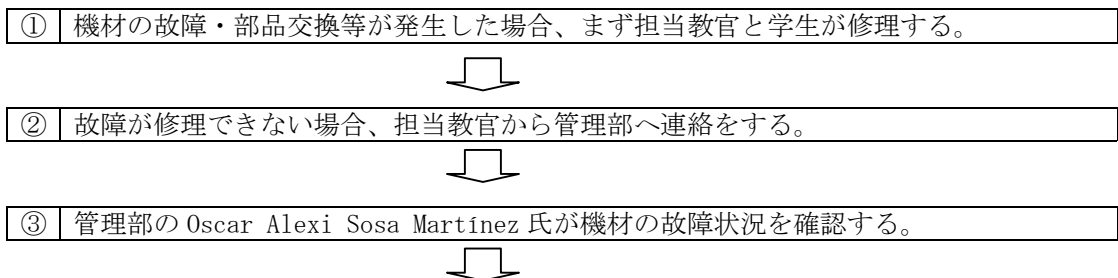 ① 機材の故障・部品交換等が発生した場合、まず担当教官と学生が修理する。
② 故障が修理できない場合、担当教官から管理部へ連絡をする。
③ 管理部の Oscar Alexi Sosa Martínez 氏が機材の故障状況を確認する。